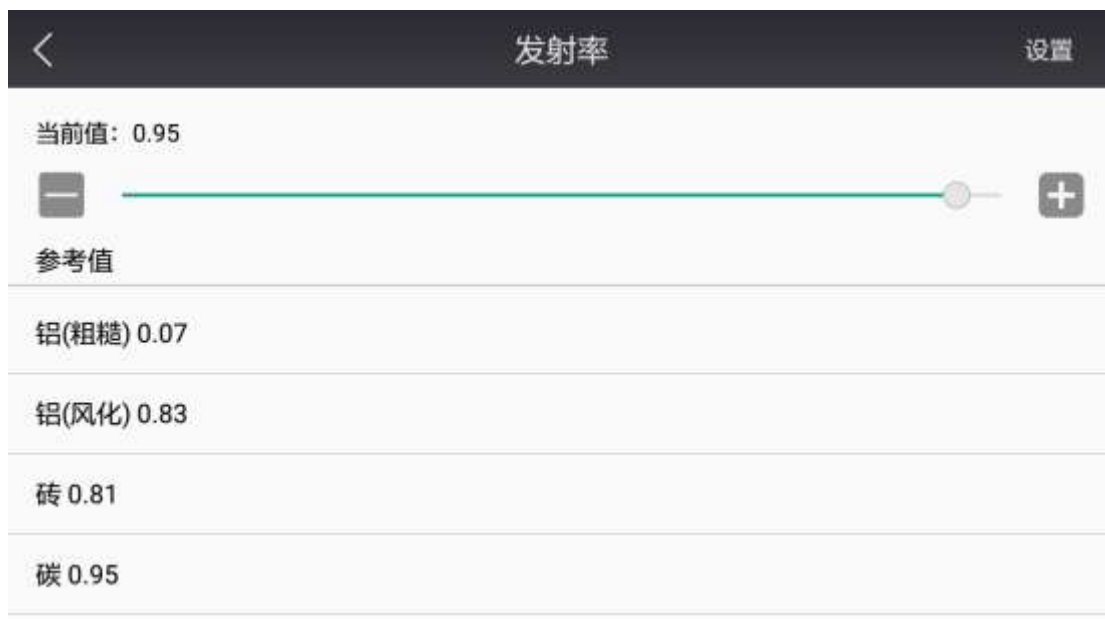 发射率
设置
当前值：0.95
参考值
铝(粗糙) 0.07
铝(风化) 0.83
砖 0.81
碳 0.95